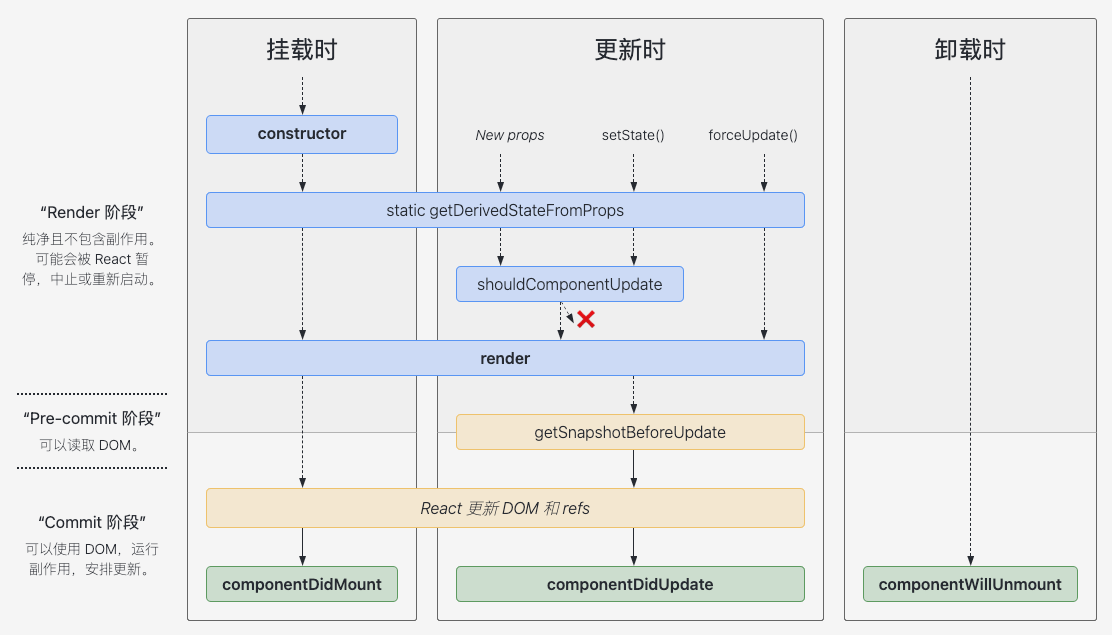 挂载时
更新时
卸载时
constructor
New props
setState()
forceUpdate()
“Render 阶段”
纯净且不包含副作用。
可能会被 React 暂
停，中止或重新启动。
static getDerivedStateFromProps
shouldComponentUpdate
render
“Pre-commit 阶段”
可以读取 DOM。
getSnapshotBeforeUpdate
“Commit 阶段”
可以使用 DOM，运行
副作用，安排更新。
React 更新 DOM 和 refs
componentDidMount
componentDidUpdate
componentWillUnmount